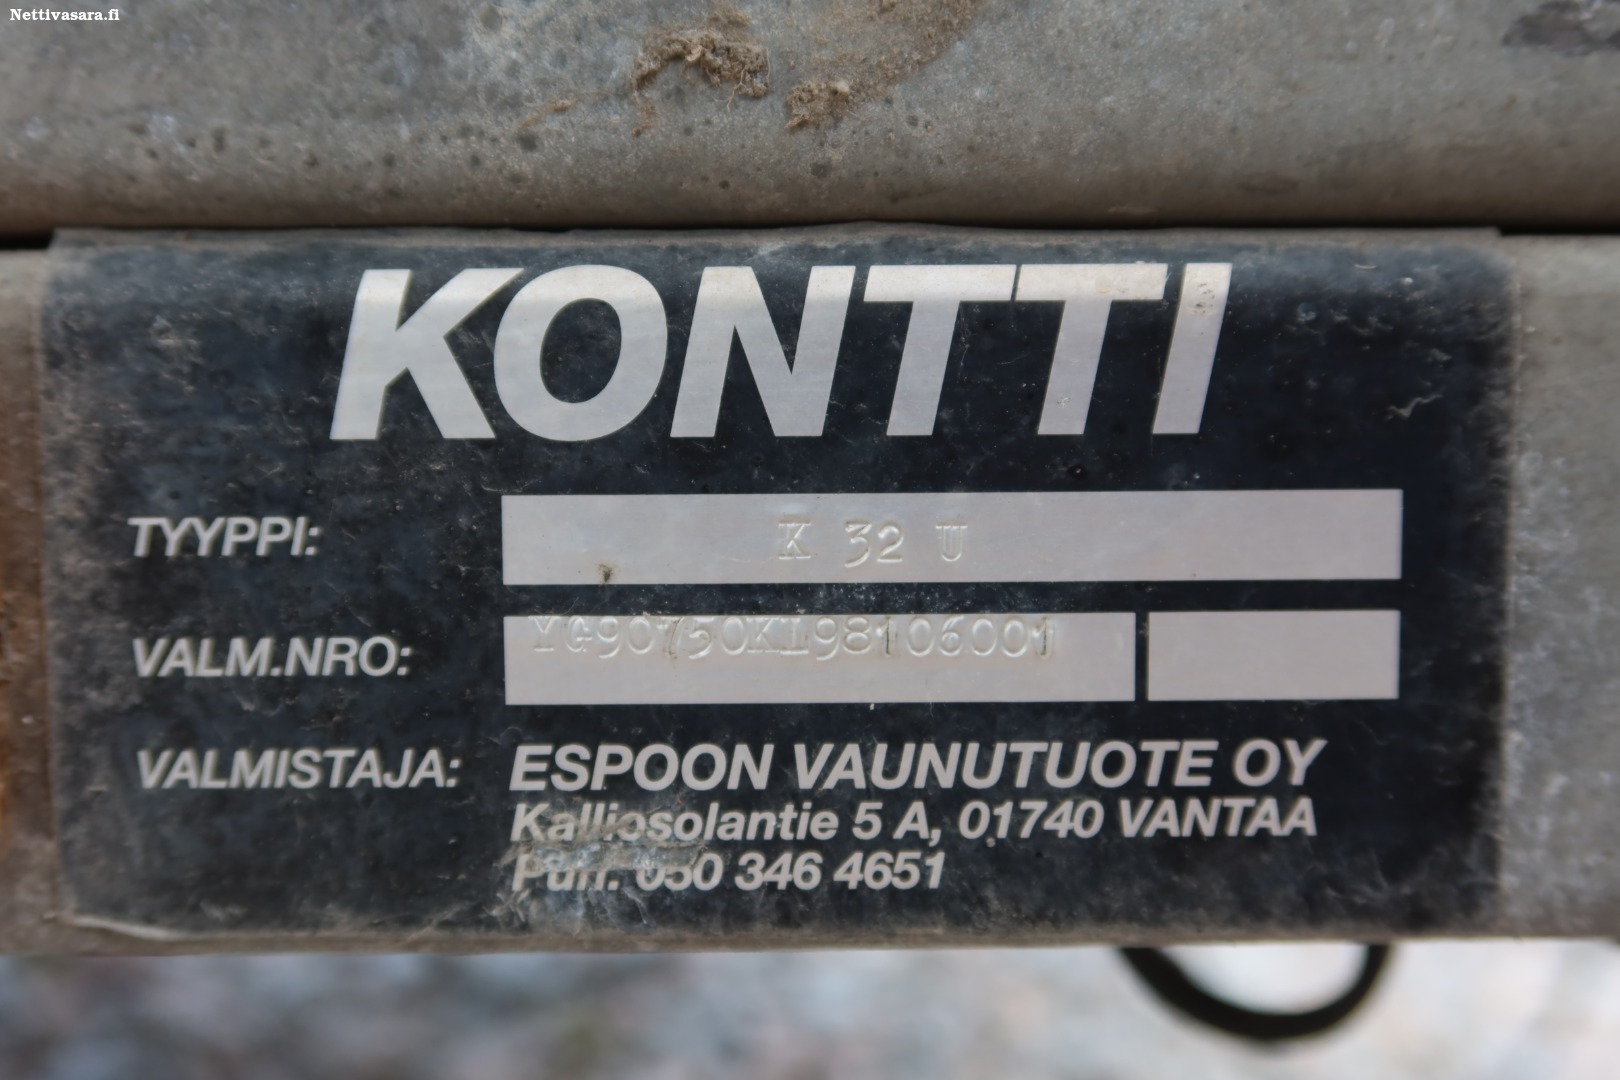 Nettivasara.fi
KONTTI
TYYPPI: K 32 U
VALM.NRO: YG90750KL98106001
VALMISTAJA: ESPOON VAUNUTUOTE OY
Kalliosolantie 5 A, 01740 VANTAA
Puh. 050 346 4651